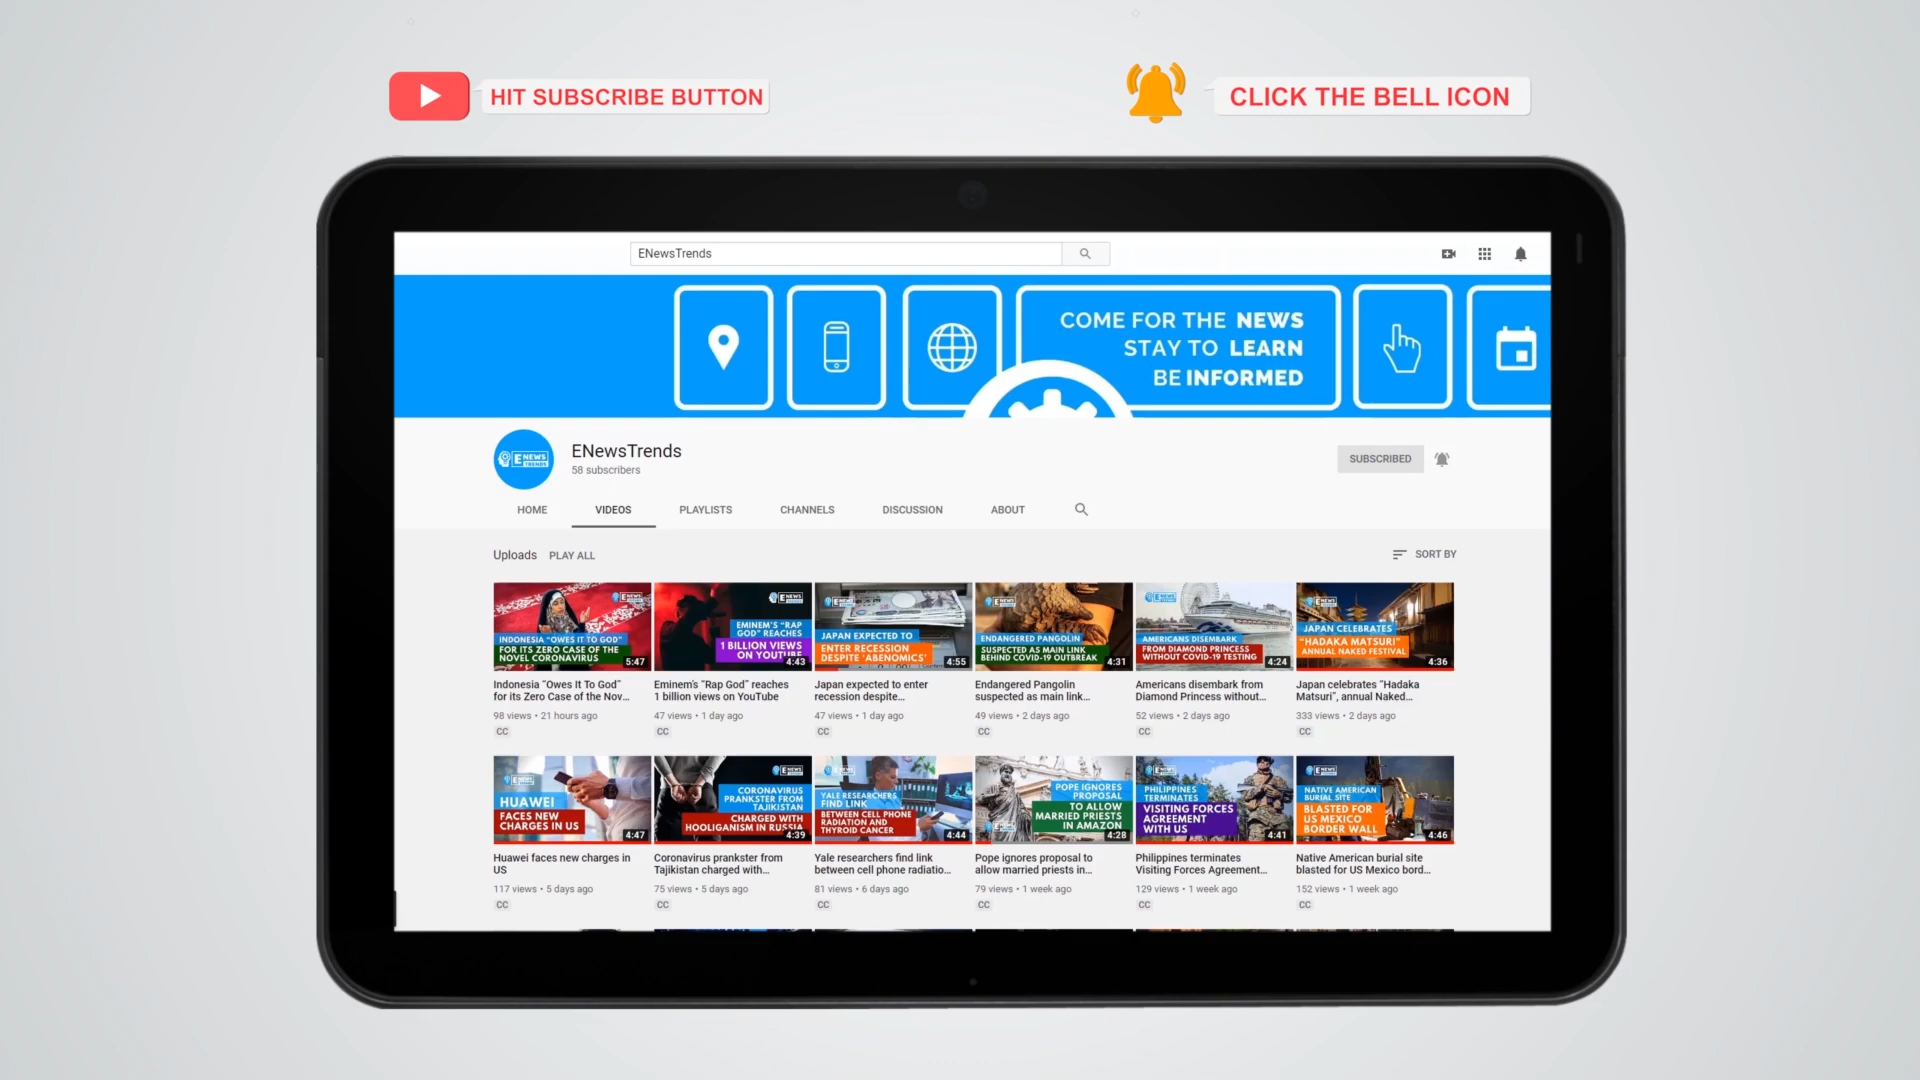 HIT SUBSCRIBE BUTTON
CLICK THE BELL ICON
ENewsTrends
COME FOR THE NEWS
STAY TO LEARN
BE INFORMED
E NEWS
TRENDS
ENewsTrends
58 subscribers
SUBSCRIBED
HOME VIDEOS PLAYLISTS CHANNELS DISCUSSION ABOUT
Uploads PLAY ALL
SORT BY
INDONESIA "OWES IT TO GOD"
FOR ITS ZERO CASE OF THE
NOVEL CORONAVIRUS
5:47
EMINEM'S "RAP
GOD" REACHES
1 BILLION VIEWS
ON YOUTUBE
4:43
JAPAN EXPECTED TO
ENTER RECESSION
DESPITE 'ABENOMICS'
4:55
ENDANGERED PANGOLIN
SUSPECTED AS MAIN LINK
BEHIND COVID-19 OUTBREAK
4:31
AMERICANS DISEMBARK
FROM DIAMOND PRINCESS
WITHOUT COVID-19 TESTING
4:24
JAPAN CELEBRATES
"HADAKA MATSURI"
ANNUAL NAKED FESTIVAL
4:36
Indonesia "Owes It To God"
for its Zero Case of the Nov...
98 views • 21 hours ago
CC
Eminem's "Rap God" reaches
1 billion views on YouTube
47 views • 1 day ago
CC
Japan expected to enter
recession despite...
47 views • 1 day ago
CC
Endangered Pangolin
suspected as main link...
49 views • 2 days ago
CC
Americans disembark from
Diamond Princess without...
52 views • 2 days ago
CC
Japan celebrates "Hadaka
Matsuri", annual Naked...
333 views • 2 days ago
CC
HUAWEI
FACES NEW
CHARGES IN US
4:47
CORONAVIRUS
PRANKSTER FROM
TAJIKISTAN
CHARGED WITH
HOOLIGANISM IN RUSSIA
4:39
YALE RESEARCHERS
FIND LINK
BETWEEN CELL PHONE
RADIATION AND
THYROID CANCER
4:44
POPE IGNORES
PROPOSAL
TO ALLOW
MARRIED PRIESTS
IN AMAZON
4:28
PHILIPPINES
TERMINATES
VISITING FORCES
AGREEMENT
WITH US
4:41
NATIVE AMERICAN
BURIAL SITE
BLASTED FOR
US MEXICO
BORDER WALL
4:46
Huawei faces new charges in
US
117 views • 5 days ago
CC
Coronavirus prankster from
Tajikistan charged with...
75 views • 5 days ago
CC
Yale researchers find link
between cell phone radiatio...
81 views • 6 days ago
CC
Pope ignores proposal to
allow married priests in...
79 views • 1 week ago
CC
Philippines terminates
Visiting Forces Agreement...
129 views • 1 week ago
CC
Native American burial site
blasted for US Mexico bord...
152 views • 1 week ago
CC